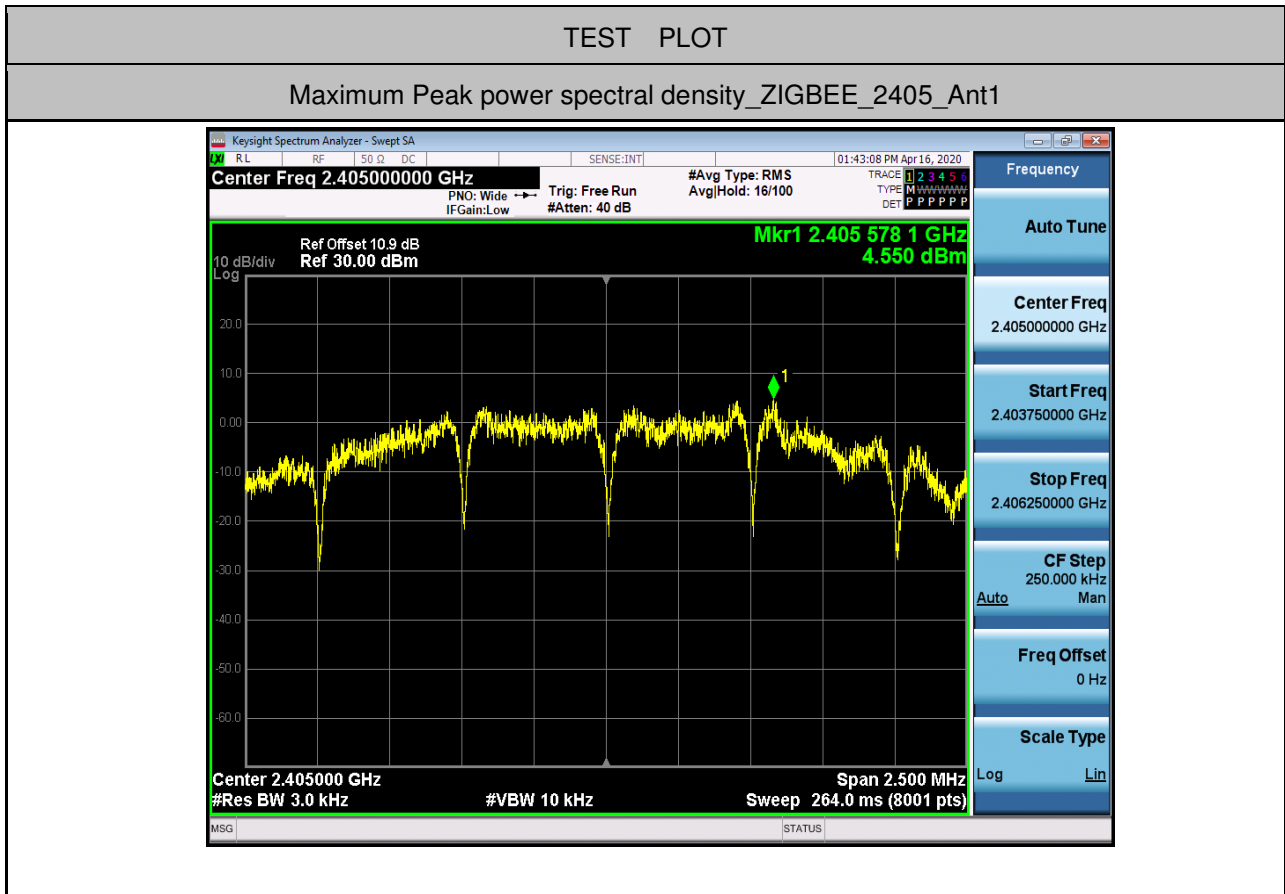 TEST PLOT
Maximum Peak power spectral density_ZIGBEE_2405_Ant1
Keysight Spectrum Analyzer - Swept SA
LXI RL RF 50 Ω DC SENSE:INT 01:43:08 PM Apr 16, 2020
Center Freq 2.405000000 GHz
PNO: Wide
IFGain:Low
Trig: Free Run
#Atten: 40 dB
#Avg Type: RMS
Avg|Hold: 16/100
TRACE 1 2 3 4 5 6
TYPE M WWWWW
DET P P P P P P
Mkr1 2.405 578 1 GHz
4.550 dBm
Ref Offset 10.9 dB
Ref 30.00 dBm
10 dB/div
Log
20.0
10.0
0.00
-10.0
-20.0
-30.0
-40.0
-50.0
-60.0
1
Center 2.405000 GHz
#Res BW 3.0 kHz
#VBW 10 kHz
Span 2.500 MHz
Sweep 264.0 ms (8001 pts)
MSG
STATUS
Frequency
Auto Tune
Center Freq
2.405000000 GHz
Start Freq
2.403750000 GHz
Stop Freq
2.406250000 GHz
CF Step
250.000 kHz
Auto Man
Freq Offset
0 Hz
Scale Type
Log Lin